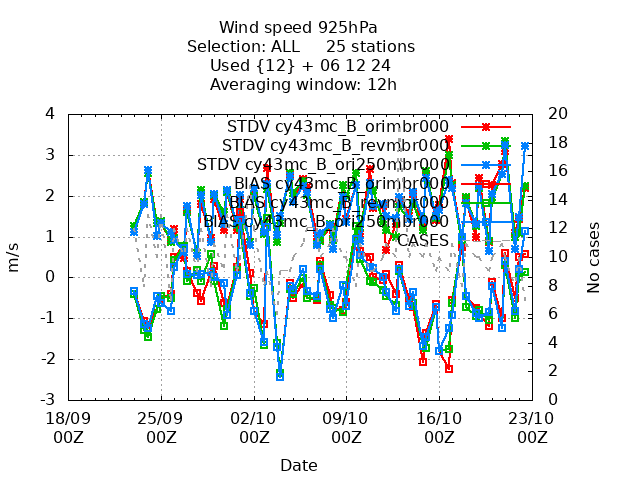 Wind speed 925hPa
Selection: ALL 25 stations
Used {12} + 06 12 24
Averaging window: 12h
STDV cy43mc_B_orimbr000
STDV cy43mc_B_revmbr000
STDV cy43mc_B_ori250mbr000
BIAS cy43mc_B_orimbr000
BIAS cy43mc_B_revmbr000
BIAS cy43mc_B_ori250mbr000
CASES
4
3
2
1
0
-1
-2
-3
m/s
20
18
16
14
12
10
8
6
4
2
0
No cases
18/09 25/09 02/10 09/10 16/10 23/10
00Z 00Z 00Z 00Z 00Z 00Z
Date